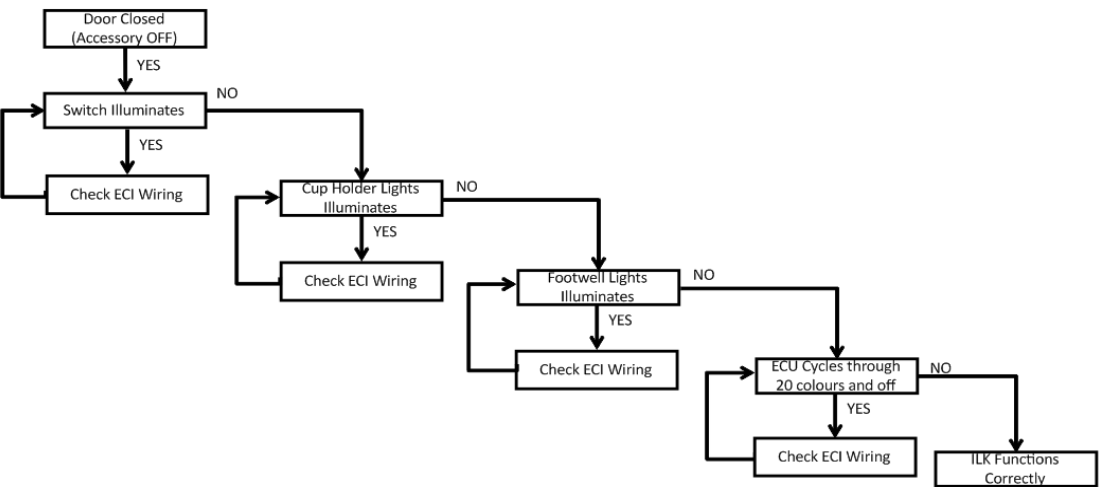 Door Closed
(Accessory OFF)
YES
Switch Illuminates
NO
YES
Check ECI Wiring
Cup Holder Lights
Illuminates
NO
YES
Check ECI Wiring
Footwell Lights
Illuminates
NO
YES
Check ECI Wiring
ECU Cycles through
20 colours and off
NO
YES
Check ECI Wiring
ILK Functions
Correctly